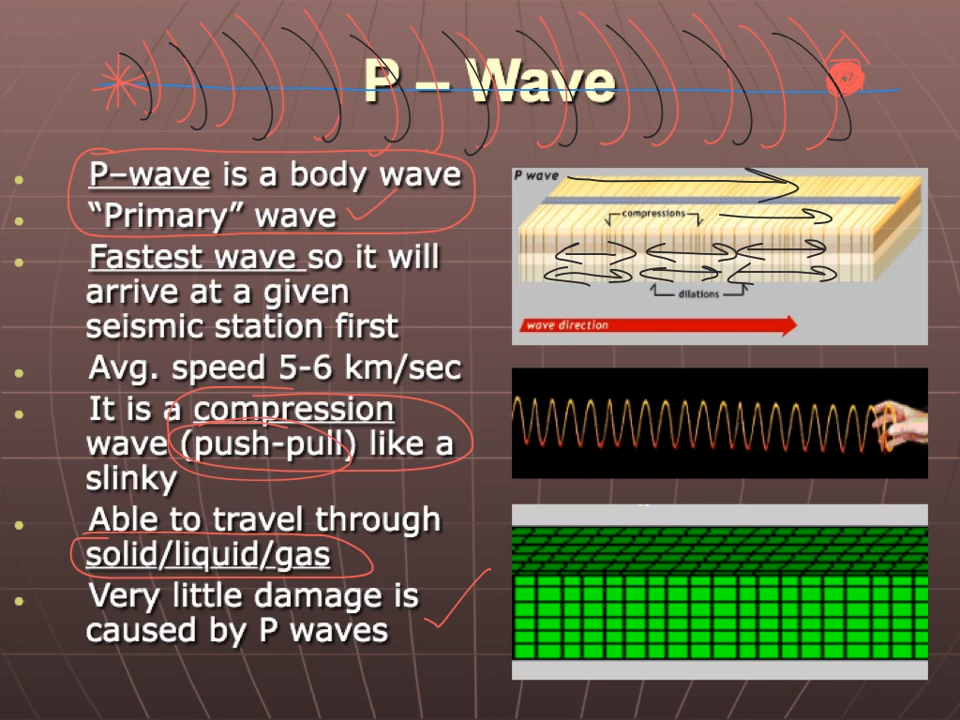 P – Wave
P–wave is a body wave
“Primary” wave
Fastest wave so it will
arrive at a given
seismic station first
Avg. speed 5-6 km/sec
It is a compression
wave (push-pull) like a
slinky
Able to travel through
solid/liquid/gas
Very little damage is
caused by P waves
P wave
compressions
dilations
wave direction